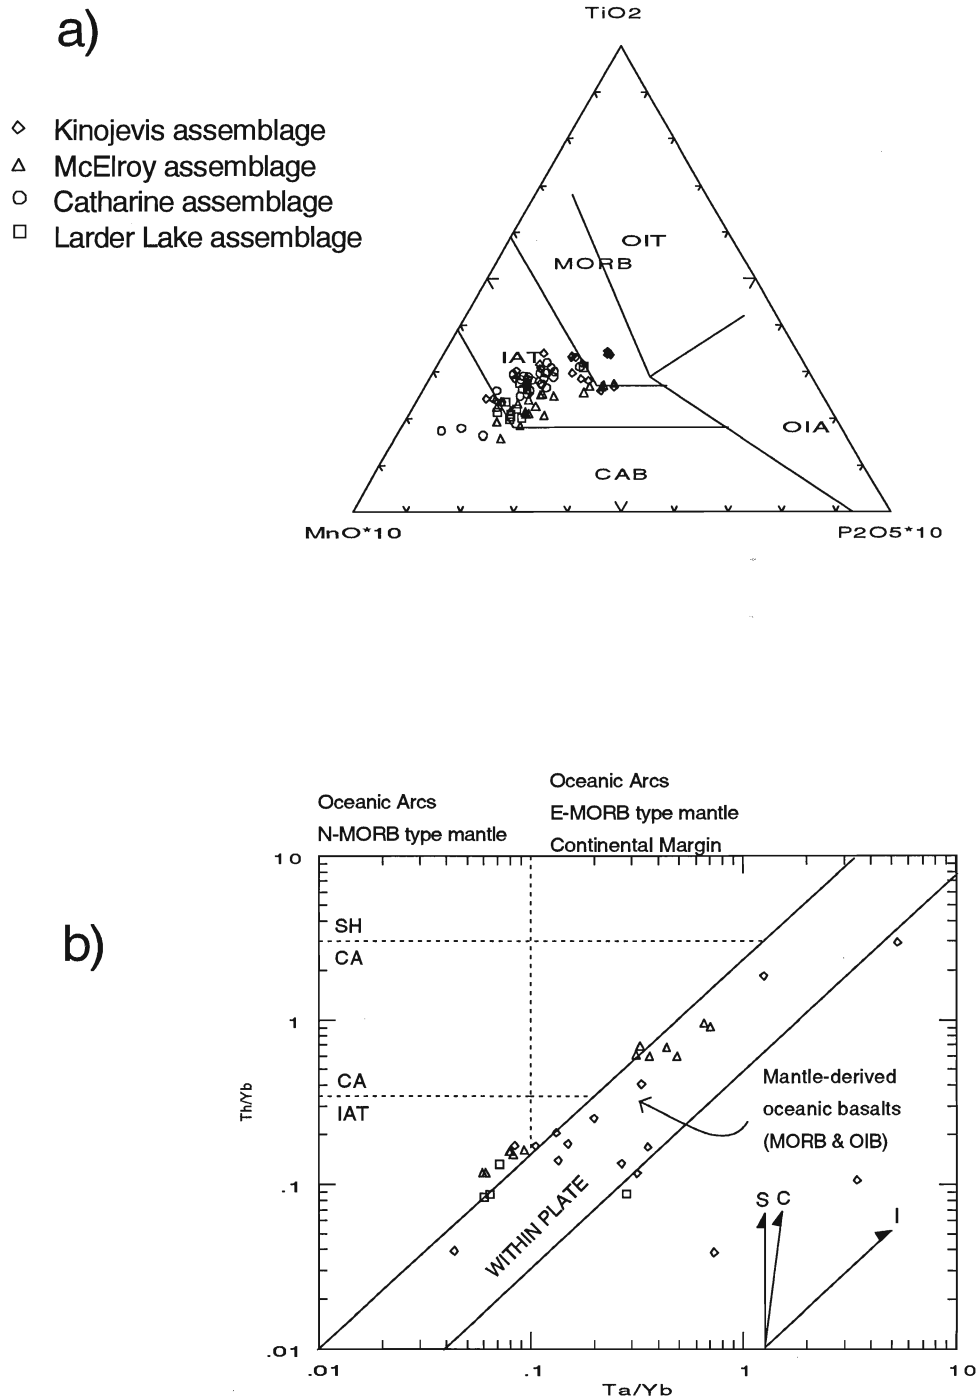 a)
TiO2
Kinojevis assemblage
McElroy assemblage
Catharine assemblage
Larder Lake assemblage
OIT
MORB
IAT
OIA
CAB
MnO*10
P2O5*10
b)
Oceanic Arcs
N-MORB type mantle
Oceanic Arcs
E-MORB type mantle
Continental Margin
10
SH
CA
1
CA
IAT
Th/Yb
Mantle-derived
oceanic basalts
(MORB & OIB)
.1
WITHIN PLATE
S C
I
.01
.01 .1 1 10
Ta/Yb